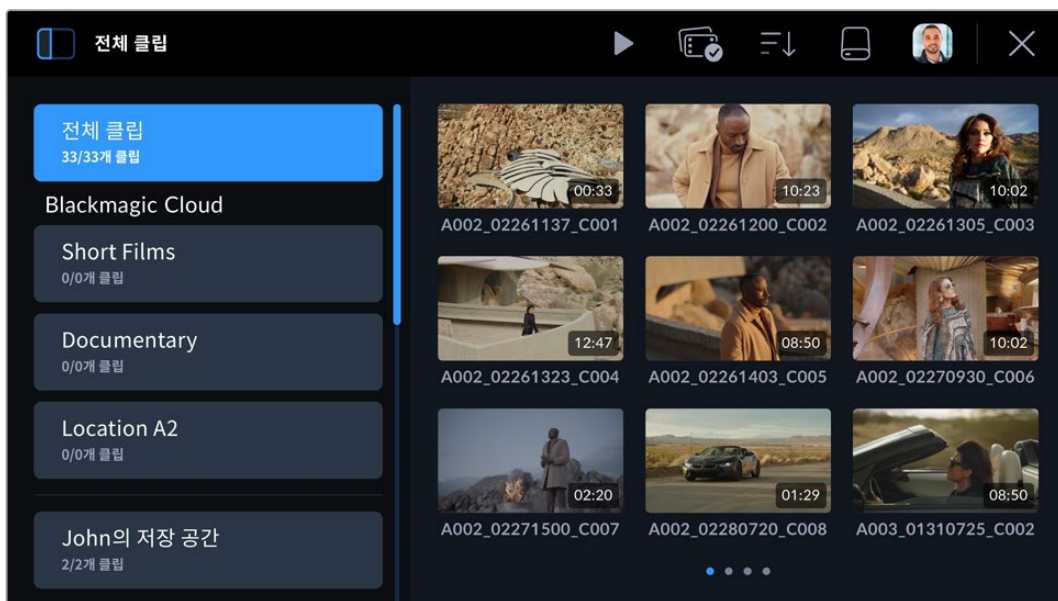 전체 클립
전체 클립
33/33개 클립
Blackmagic Cloud
Short Films
0/0개 클립
Documentary
0/0개 클립
Location A2
0/0개 클립
John의 저장 공간
2/2개 클립
00:33
10:23
10:02
A002_02261137_C001
A002_02261200_C002
A002_02261305_C003
12:47
08:50
10:02
A002_02261323_C004
A002_02261403_C005
A002_02270930_C006
02:20
01:29
08:50
A002_02271500_C007
A002_02280720_C008
A003_01310725_C002